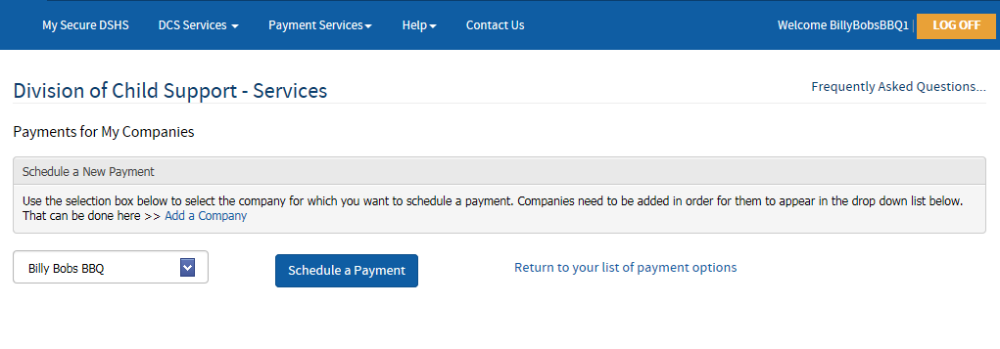 My Secure DSHS DCS Services Payment Services Help Contact Us Welcome BillyBobsBBQ1 | LOG OFF
Division of Child Support - Services
Frequently Asked Questions...
Payments for My Companies
Schedule a New Payment
Use the selection box below to select the company for which you want to schedule a payment. Companies need to be added in order for them to appear in the drop down list below.
That can be done here >> Add a Company
Billy Bobs BBQ Schedule a Payment Return to your list of payment options